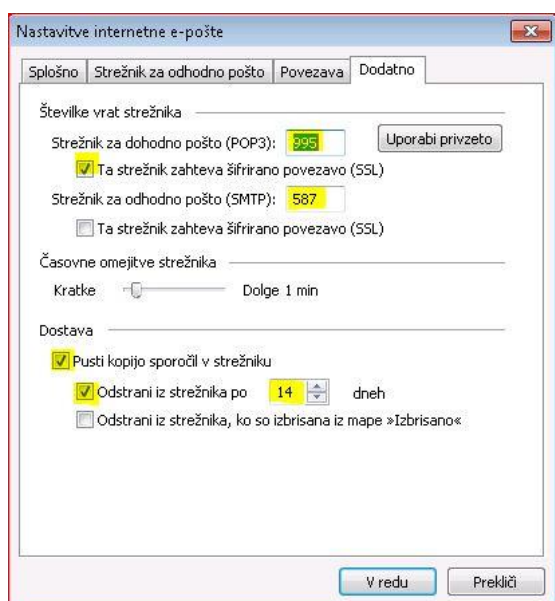 Nastavitve internetne e-pošte
Splošno Strežnik za odhodno pošto Povezava Dodatno
Številke vrat strežnika
Strežnik za dohodno pošto (POP3): 995 Uporabi privzeto
Ta strežnik zahteva šifrirano povezavo (SSL)
Strežnik za odhodno pošto (SMTP): 587
Ta strežnik zahteva šifrirano povezavo (SSL)
Časovne omejitve strežnika
Kratke Dolge 1 min
Dostava
Pusti kopijo sporočil v strežniku
Odstrani iz strežnika po 14 dneh
Odstrani iz strežnika, ko so izbrisana iz mape »Izbrisano«
V redu Prekliči